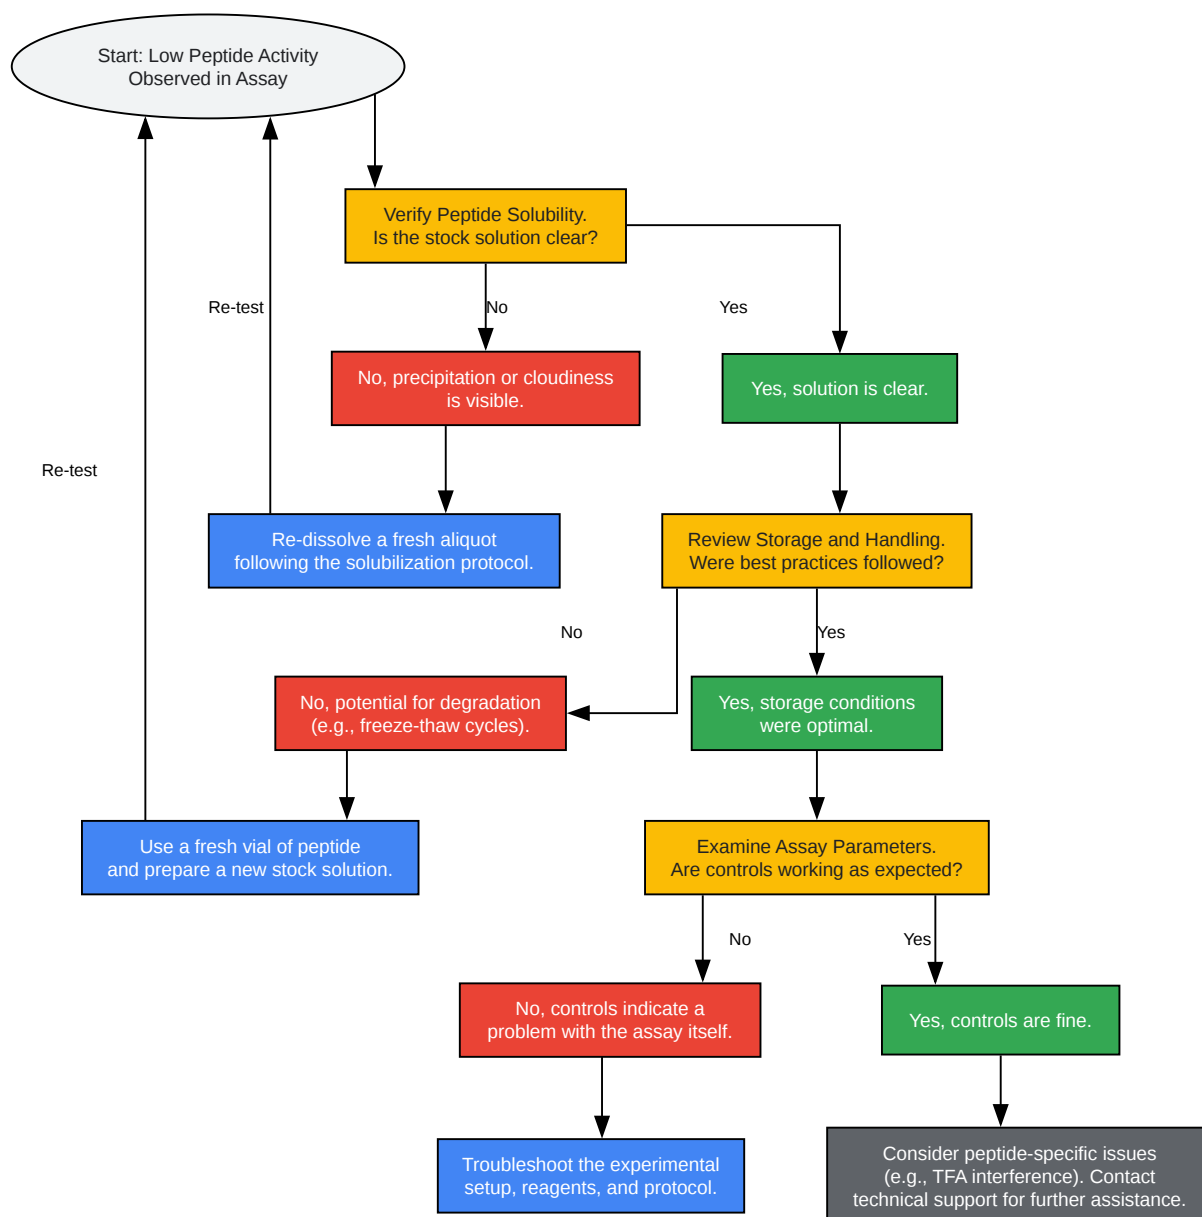 Start: Low Peptide Activity
Observed in Assay
Verify Peptide Solubility.
Is the stock solution clear?
Re-test
No
Yes
No, precipitation or cloudiness
is visible.
Yes, solution is clear.
Re-test
Re-dissolve a fresh aliquot
following the solubilization protocol.
Review Storage and Handling.
Were best practices followed?
No
Yes
No, potential for degradation
(e.g., freeze-thaw cycles).
Yes, storage conditions
were optimal.
Use a fresh vial of peptide
and prepare a new stock solution.
Examine Assay Parameters.
Are controls working as expected?
No
Yes
No, controls indicate a
problem with the assay itself.
Yes, controls are fine.
Troubleshoot the experimental
setup, reagents, and protocol.
Consider peptide-specific issues
(e.g., TFA interference). Contact
technical support for further assistance.